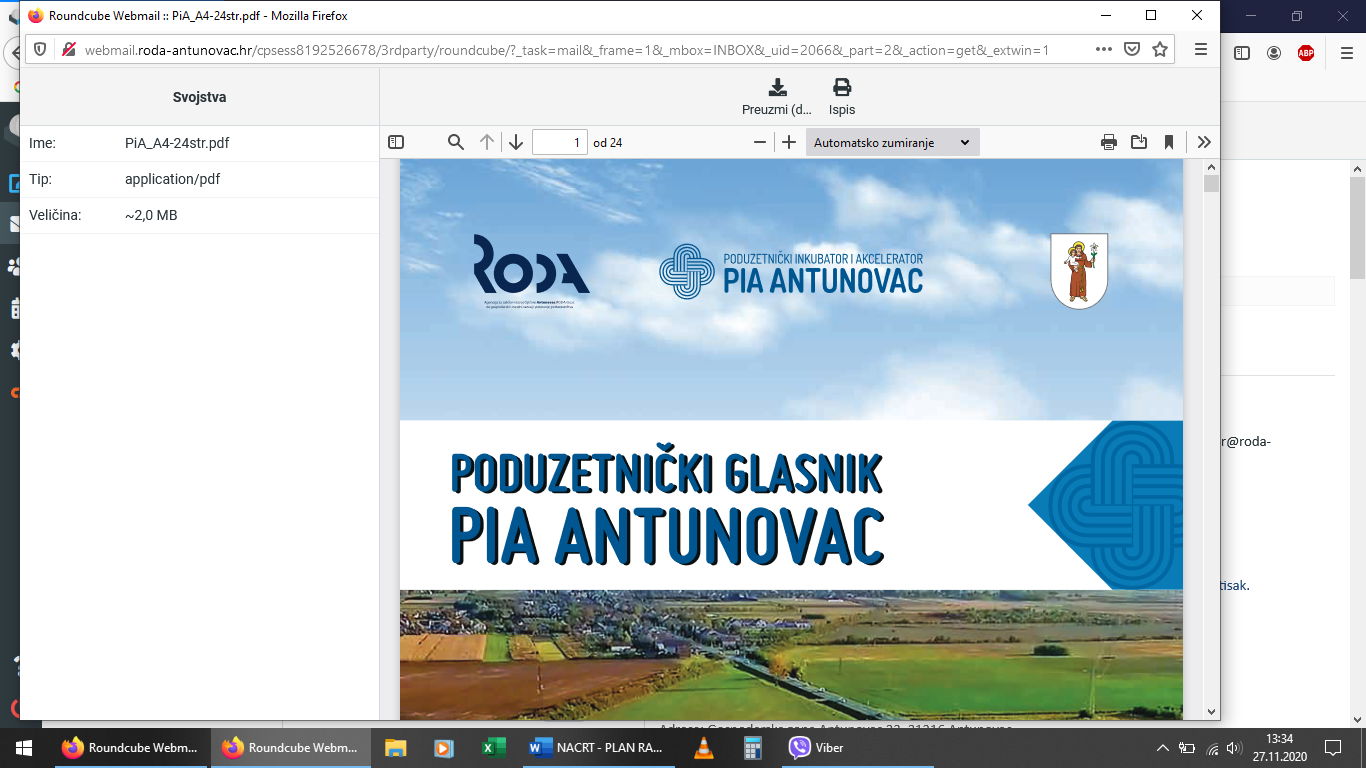 Roundcube Webmail :: PiA_A4-24str.pdf - Mozilla Firefox
webmail.roda-antunovac.hr/cpsess8192526678/3rdparty/roundcube/?_task=mail&_frame=1&_mbox=INBOX&_uid=2066&_part=2&_action=get&_extwin=1
ABP
Svojstva
Preuzmi (d...
Ispis
Ime: PiA_A4-24str.pdf
1 od 24
Automatsko zumiranje
Tip: application/pdf
Veličina: ~2,0 MB
RODA
PODUZETNIČKI INKUBATOR I AKCELERATOR
PIA ANTUNOVAC
r@roda-
PODUZETNIČKI GLASNIK
PIA ANTUNOVAC
tisak.
Roundcube Webm...
Roundcube Webm...
NACRT - PLAN RA...
Viber
13:34
27.11.2020